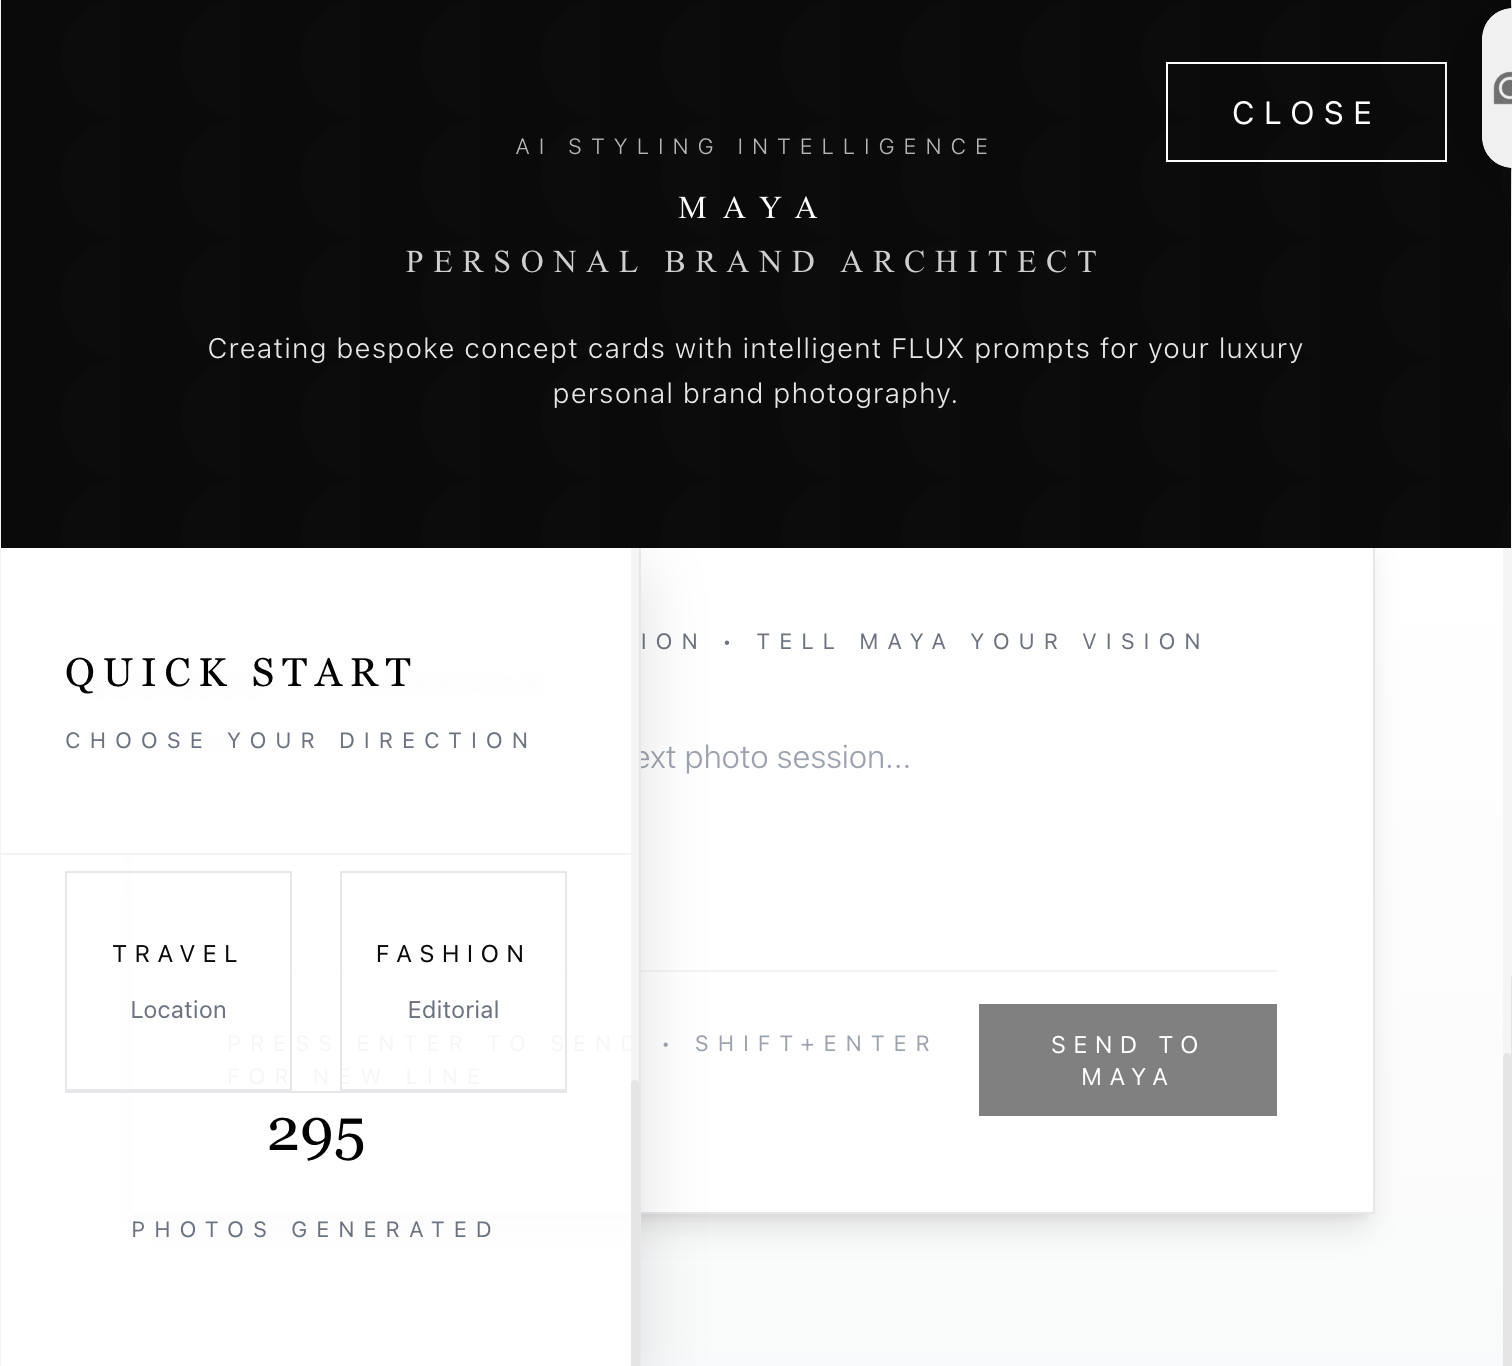 CLOSE
AI STYLING INTELLIGENCE
MAYA
PERSONAL BRAND ARCHITECT
Creating bespoke concept cards with intelligent FLUX prompts for your luxury
personal brand photography.
QUICK START
CHOOSE YOUR DIRECTION
TRAVEL
Location
FASHION
Editorial
295
PHOTOS GENERATED
• TELL MAYA YOUR VISION
photo session...
PRESS ENTER TO SEND • SHIFT+ENTER
FOR NEW LINE
SEND TO
MAYA